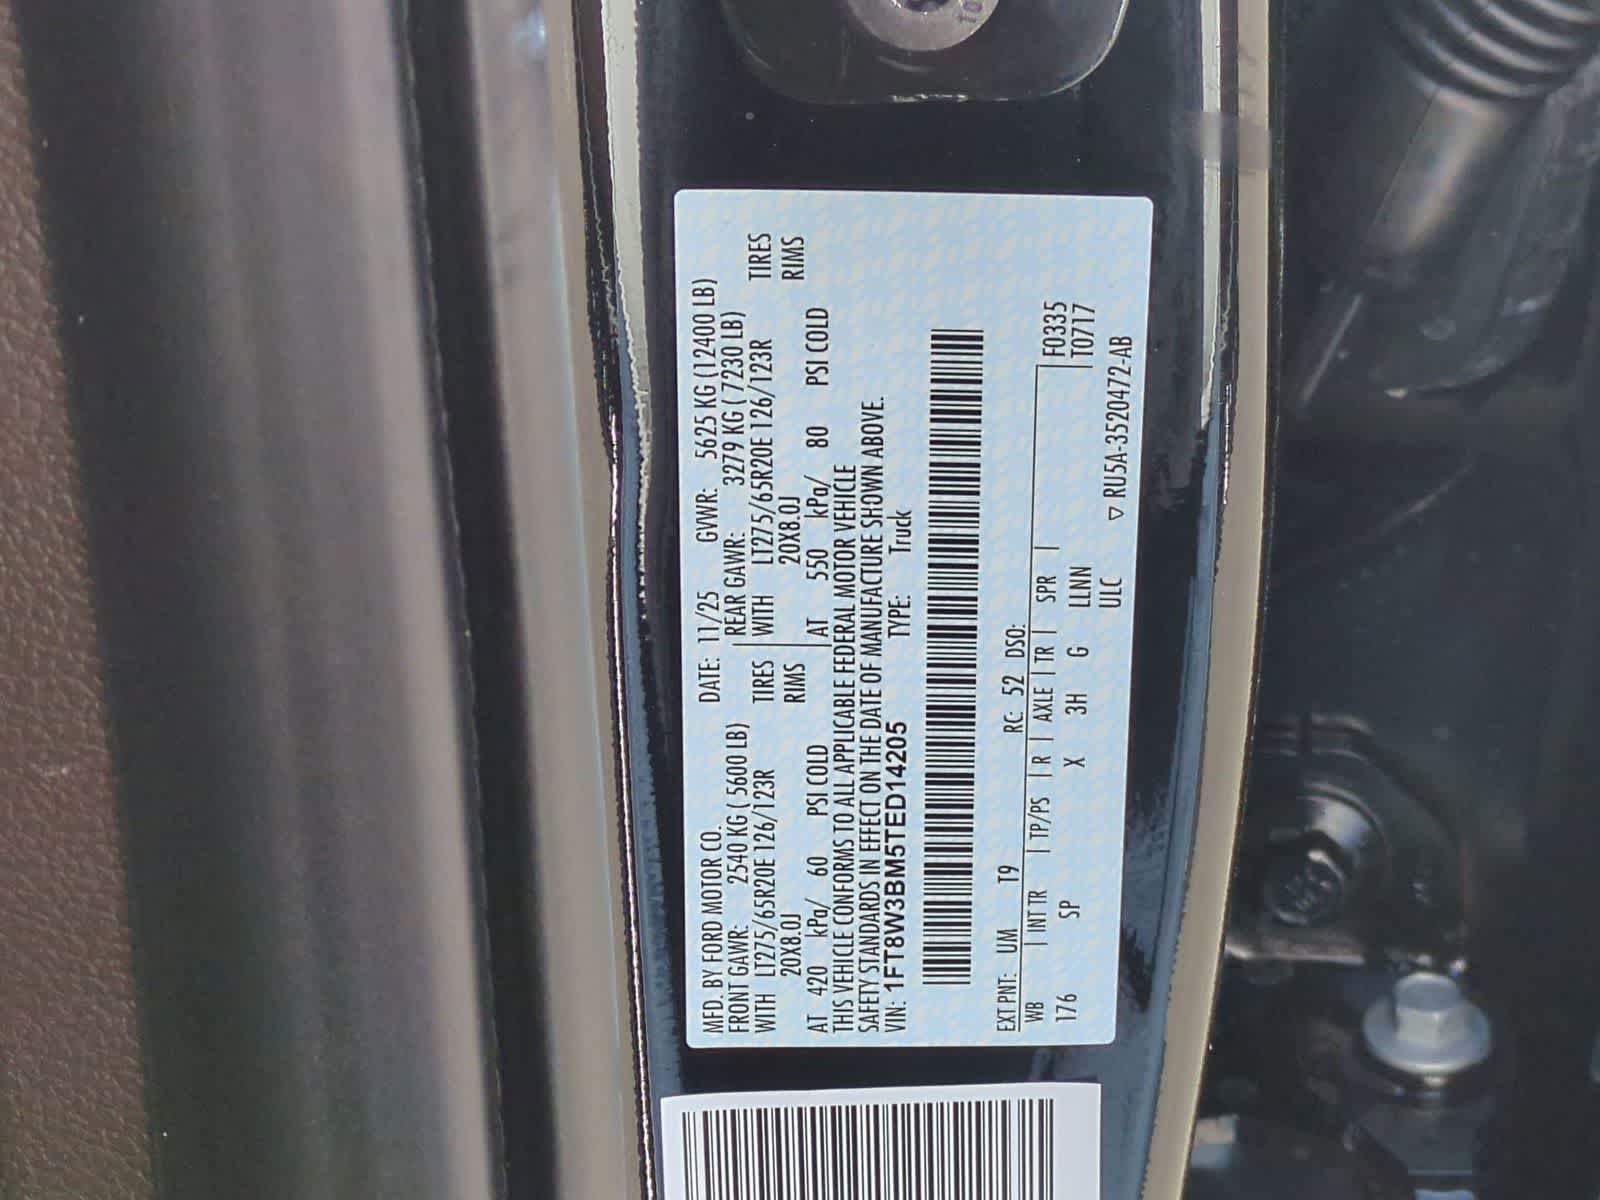 MFD. BY FORD MOTOR CO.
DATE: 11/25 GVWR: 5625 KG (12400 LB)
FRONT GAWR: 2540 KG ( 5600 LB) REAR GAWR: 3279 KG ( 7230 LB)
WITH LT275/65R20E 126/123R TIRES WITH LT275/65R20E 126/123R TIRES
20X8.0J RIMS 20X8.0J RIMS
AT 420 kPa/ 60 PSI COLD AT 550 kPa/ 80 PSI COLD
THIS VEHICLE CONFORMS TO ALL APPLICABLE FEDERAL MOTOR VEHICLE
SAFETY STANDARDS IN EFFECT ON THE DATE OF MANUFACTURE SHOWN ABOVE.
VIN: 1FT8W3BM5TED14205 TYPE: Truck
EXT PNT: UM T9 RC: 52 DSO: F0335
WB | INT TR | TP/PS | R | AXLE | TR | SPR | T0717
176 SP X 3H G LLNN
ULC ▽ RU5A-3520472-AB